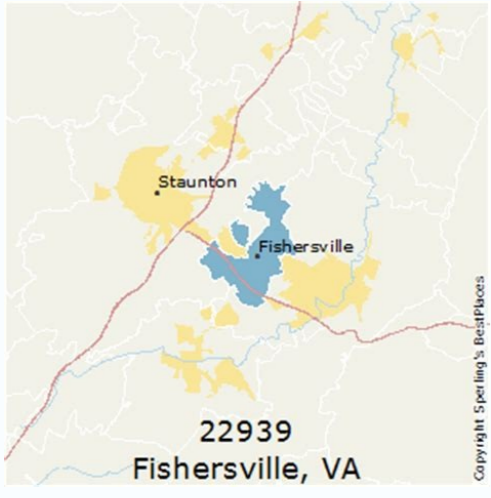 Staunton
Fishersville
22939
Fishersville, VA
Copyright Sperling's BestPlaces